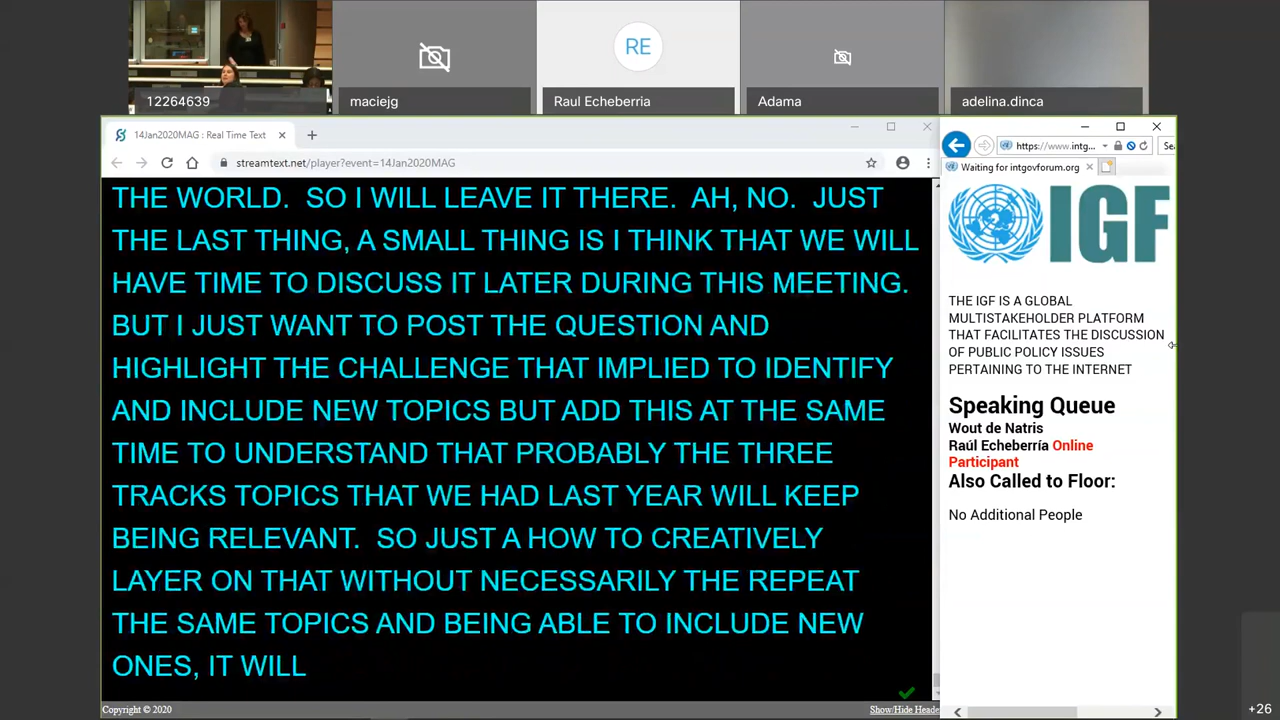 12264639
maciejg
RE
Raul Echeberria
Adama
adelina.dinca
14Jan2020MAG : Real Time Text
streamtext.net/player?event=14Jan2020MAG
THE WORLD. SO I WILL LEAVE IT THERE. AH, NO. JUST
THE LAST THING, A SMALL THING IS I THINK THAT WE WILL
HAVE TIME TO DISCUSS IT LATER DURING THIS MEETING.
BUT I JUST WANT TO POST THE QUESTION AND
HIGHLIGHT THE CHALLENGE THAT IMPLIED TO IDENTIFY
AND INCLUDE NEW TOPICS BUT ADD THIS AT THE SAME
TIME TO UNDERSTAND THAT PROBABLY THE THREE
TRACKS TOPICS THAT WE HAD LAST YEAR WILL KEEP
BEING RELEVANT. SO JUST A HOW TO CREATIVELY
LAYER ON THAT WITHOUT NECESSARILY THE REPEAT
THE SAME TOPICS AND BEING ABLE TO INCLUDE NEW
ONES, IT WILL
Copyright © 2020
Show/Hide Heade
https://www.intg...
Sea
Waiting for intgovforum.org
IGF
THE IGF IS A GLOBAL
MULTISTAKEHOLDER PLATFORM
THAT FACILITATES THE DISCUSSION
OF PUBLIC POLICY ISSUES
PERTAINING TO THE INTERNET
Speaking Queue
Wout de Natris
Raúl Echeberría Online
Participant
Also Called to Floor:
No Additional People
+26